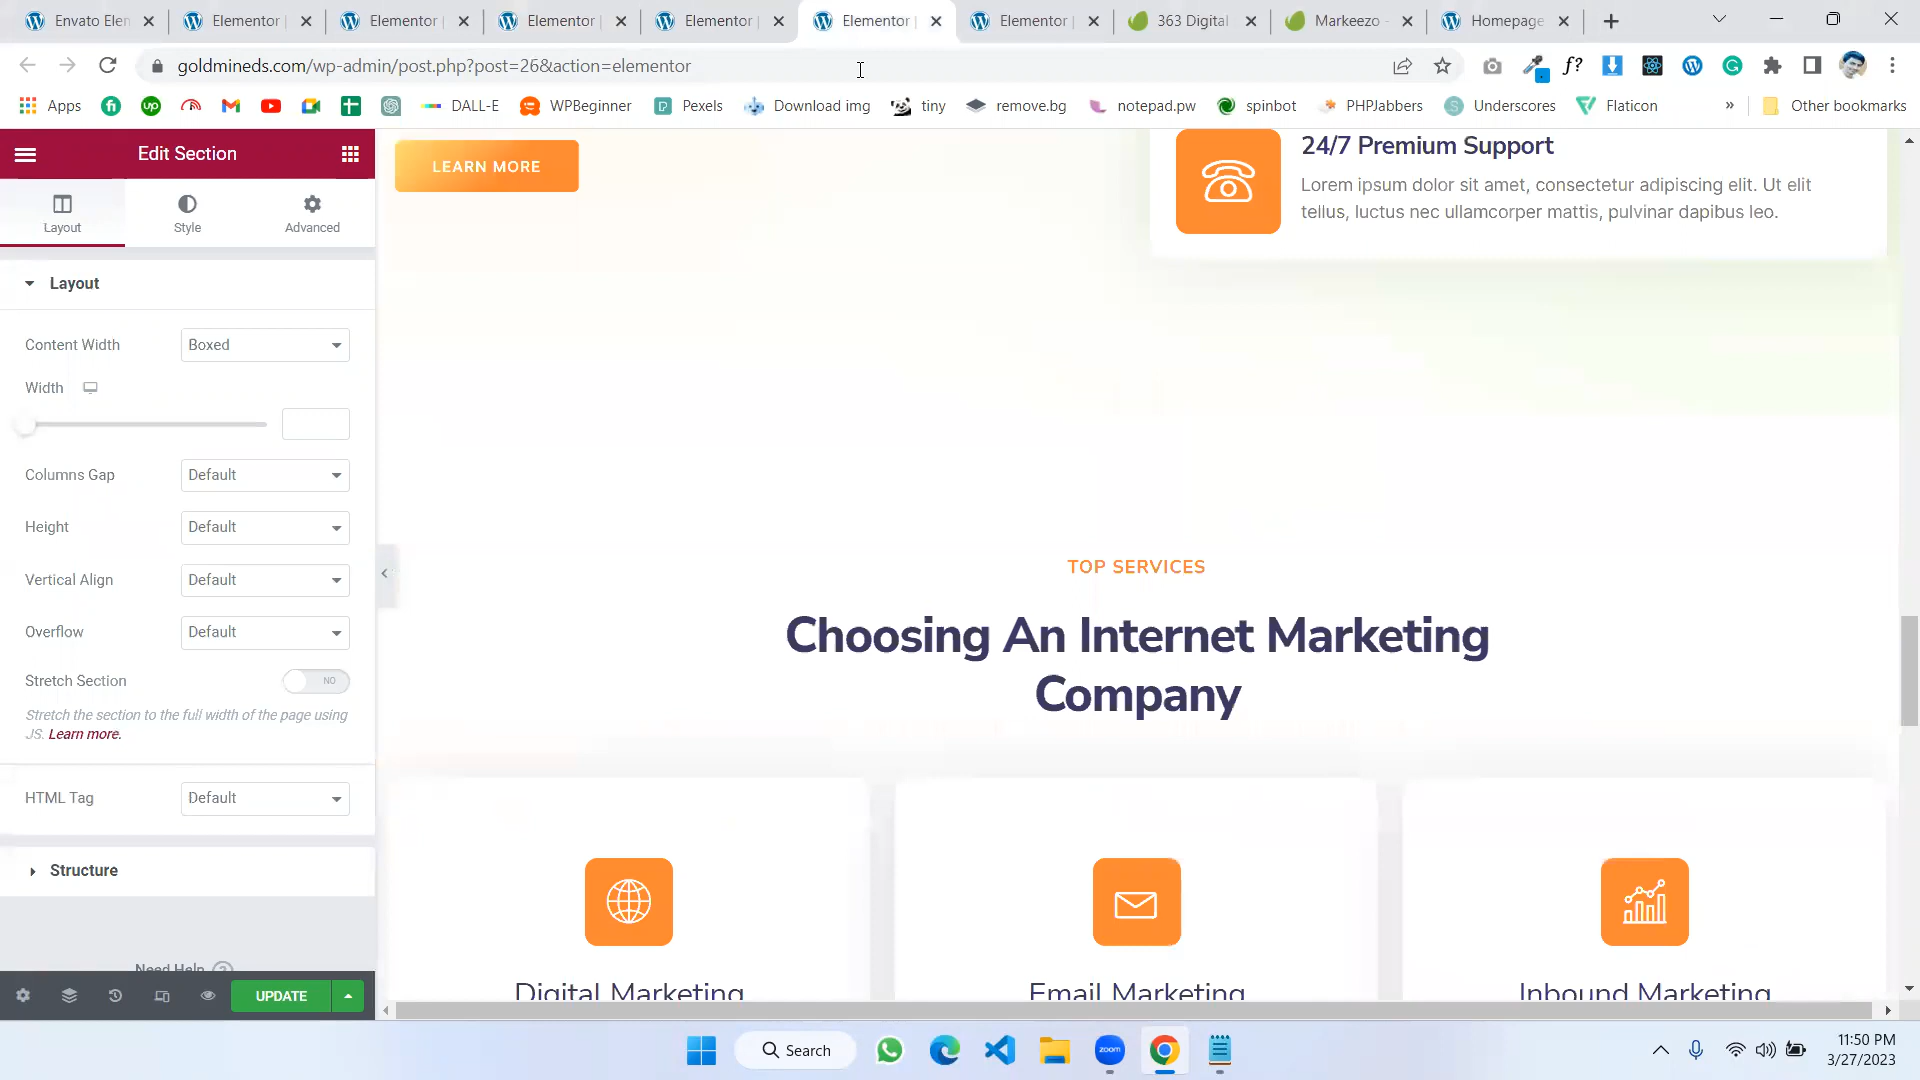 Envato Elen
Elementor
Elementor
Elementor
Elementor
Elementor
Elementor
363 Digital
Markeezo -
Homepage
goldmineds.com/wp-admin/post.php?post=26&action=elementor
f?
Apps
up
DALL-E
WPBeginner
Pexels
Download img
tiny
remove.bg
notepad.pw
spinbot
PHPJabbers
Underscores
Flaticon
»
Other bookmarks
Edit Section
Layout
Style
Advanced
Layout
Content Width
Boxed
Width
Columns Gap
Default
Height
Default
Vertical Align
Default
Overflow
Default
Stretch Section
NO
Stretch the section to the full width of the page using
JS. Learn more.
HTML Tag
Default
Structure
Need Help
UPDATE
LEARN MORE
24/7 Premium Support
Lorem ipsum dolor sit amet, consectetur adipiscing elit. Ut elit
tellus, luctus nec ullamcorper mattis, pulvinar dapibus leo.
TOP SERVICES
Choosing An Internet Marketing
Company
Digital Marketing
Email Marketing
Inbound Marketing
Search
zoom
11:50 PM
3/27/2023